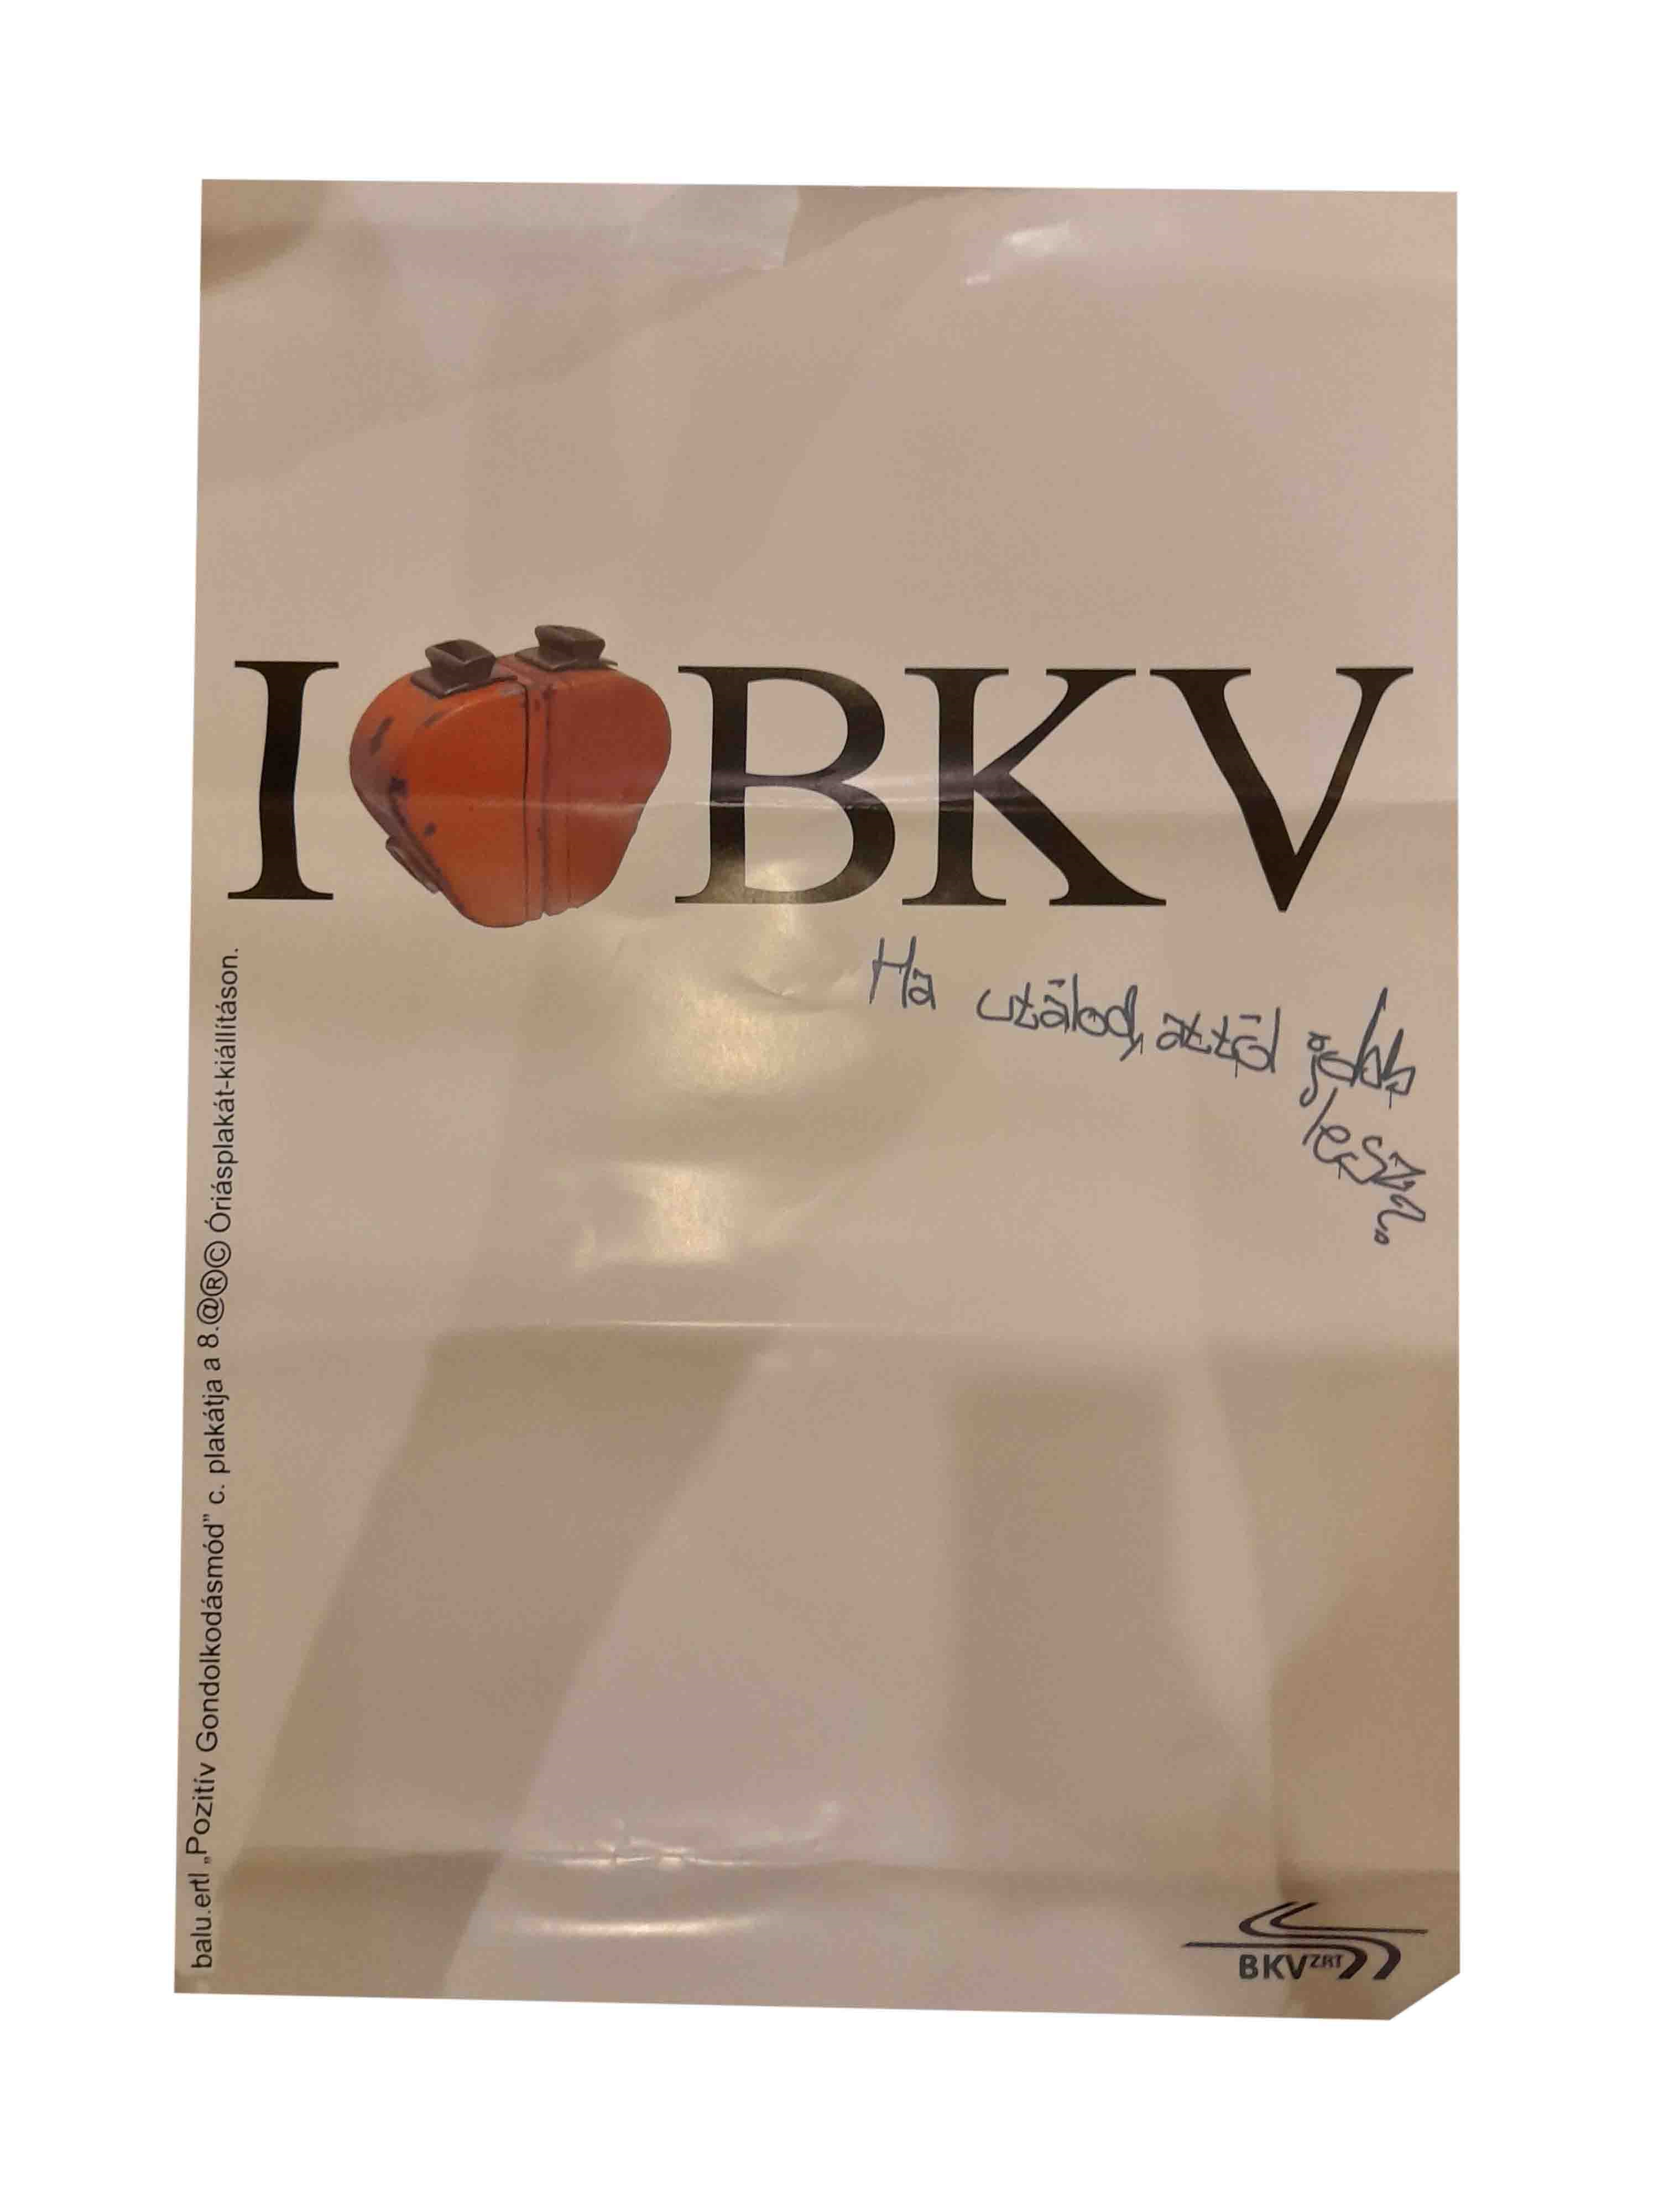 I BKV
Ha utálod, attól jobb
lesz?
balu.ertl „Pozitív Gondolkodásmód” c. plakátja a 8.@®© Óriásplakát-kiállításon.
BKV ZRT